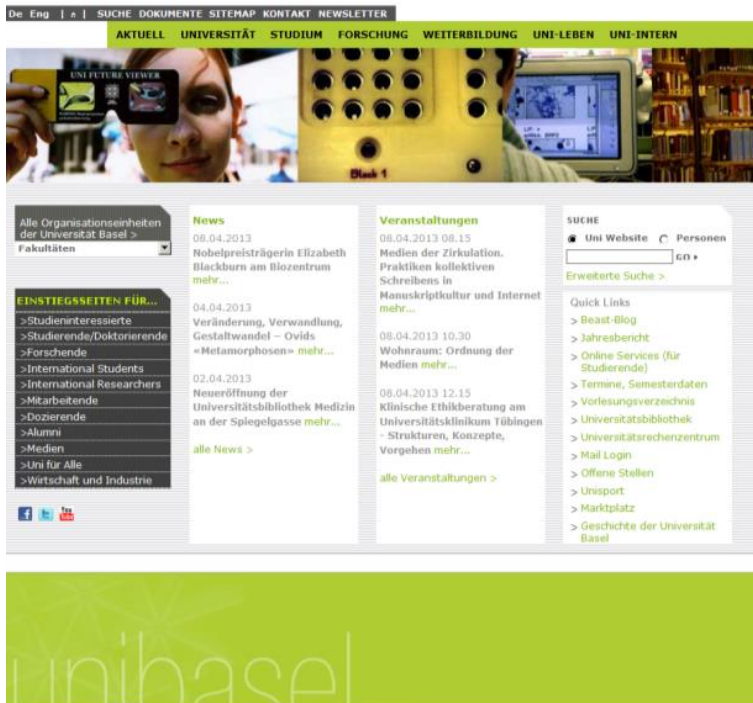 De Eng | A | SUCHE DOKUMENTE SITEMAP KONTAKT NEWSLETTER
AKTUELL UNIVERSITÄT STUDIUM FORSCHUNG WEITERBILDUNG UNI-LEBEN UNI-INTERN
UNI FUTURE VIEWER
Block 1
Alle Organisationseinheiten
der Universität Basel >
Fakultäten
EINSTIEGSSEITEN FÜR...
>Studieninteressierte
>Studierende/Doktorierende
>Forschende
>International Students
>International Researchers
>Mitarbeitende
>Dozierende
>Alumni
>Medien
>Uni für Alle
>Wirtschaft und Industrie
You Tube
News
08.04.2013
Nobelpreisträgerin Elizabeth
Blackburn am Biozentrum
mehr...
04.04.2013
Veränderung, Verwandlung,
Gestaltwandel – Ovids
«Metamorphosen» mehr...
02.04.2013
Neueröffnung der
Universitätsbibliothek Medizin
an der Spiegelgasse mehr...
alle News >
Veranstaltungen
08.04.2013 08.15
Medien der Zirkulation.
Praktiken kollektiven
Schreibens in
Manuskriptkultur und Internet
mehr...
08.04.2013 10.30
Wohnraum: Ordnung der
Medien mehr...
08.04.2013 12.15
Klinische Ethikberatung am
Universitätsklinikum Tübingen
- Strukturen, Konzepte,
Vorgehen mehr...
alle Veranstaltungen >
SUCHE
Uni Website Personen
GO
Erweiterte Suche >
Quick Links
> Beast-Blog
> Jahresbericht
> Online Services (für
Studierende)
> Termine, Semesterdaten
> Vorlesungsverzeichnis
> Universitätsbibliothek
> Universitätsrechenzentrum
> Mail Login
> Offene Stellen
> Unisport
> Marktplatz
> Geschichte der Universität
Basel
unibasel